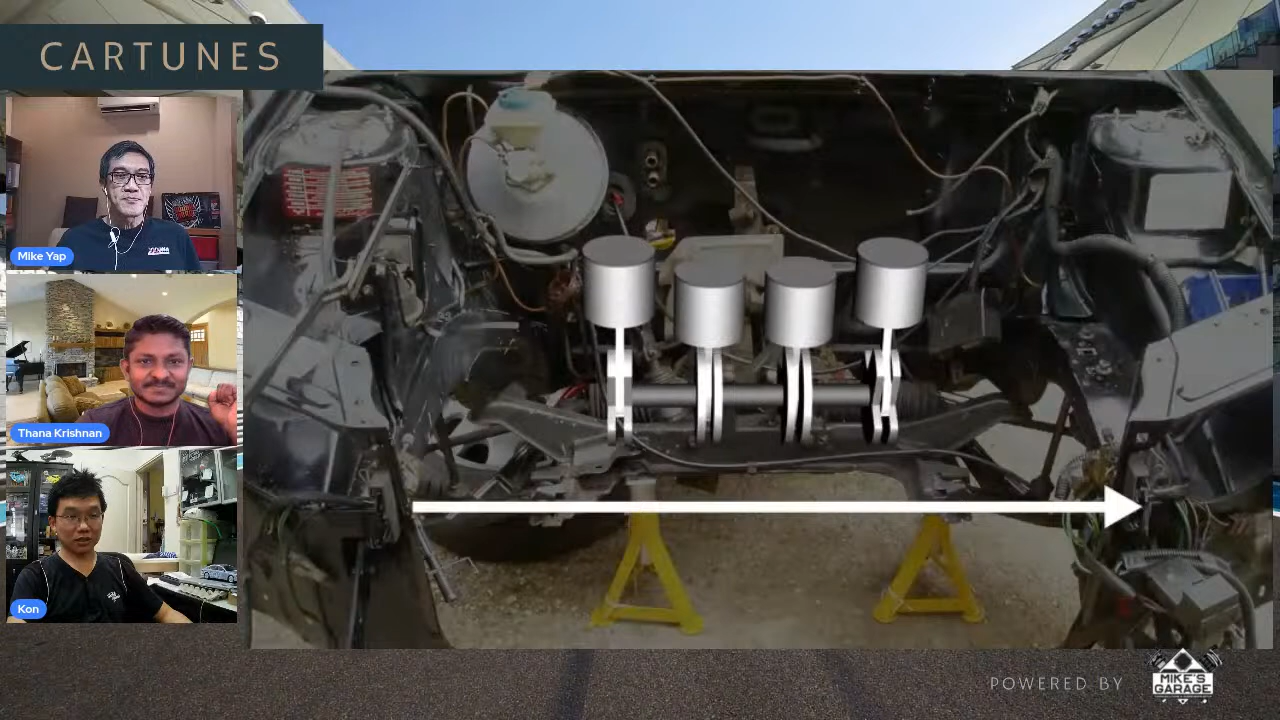 CARTUNES
Mike Yap
Thana Krishnan
Kon
POWERED BY
MIKE'S
GARAGE